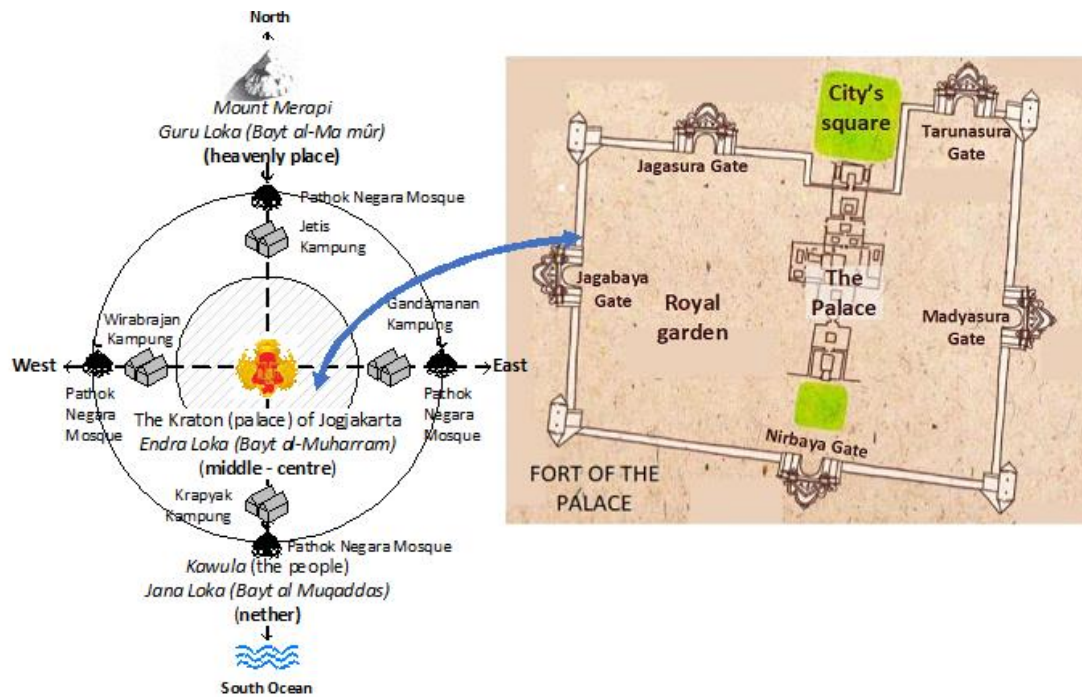 North
Mount Merapi
Guru Loka (Bayt al-Ma mûr)
(heavenly place)
Pathok Negara Mosque
Jetis
Kampung
Wirabrajan
Kampung
Gandamanan
Kampung
West
East
Pathok
Negara
Mosque
Pathok
Negara
Mosque
The Kraton (palace) of Jogjakarta
Endra Loka (Bayt al-Muharram)
(middle - centre)
Krapyak
Kampung
Pathok Negara Mosque
Kawula (the people)
Jana Loka (Bayt al Muqaddas)
(nether)
South Ocean
City's
square
Tarunasura
Gate
Jagasura Gate
Jagabaya
Gate
Royal
garden
The
Palace
Madyasura
Gate
Nirbaya Gate
FORT OF THE
PALACE